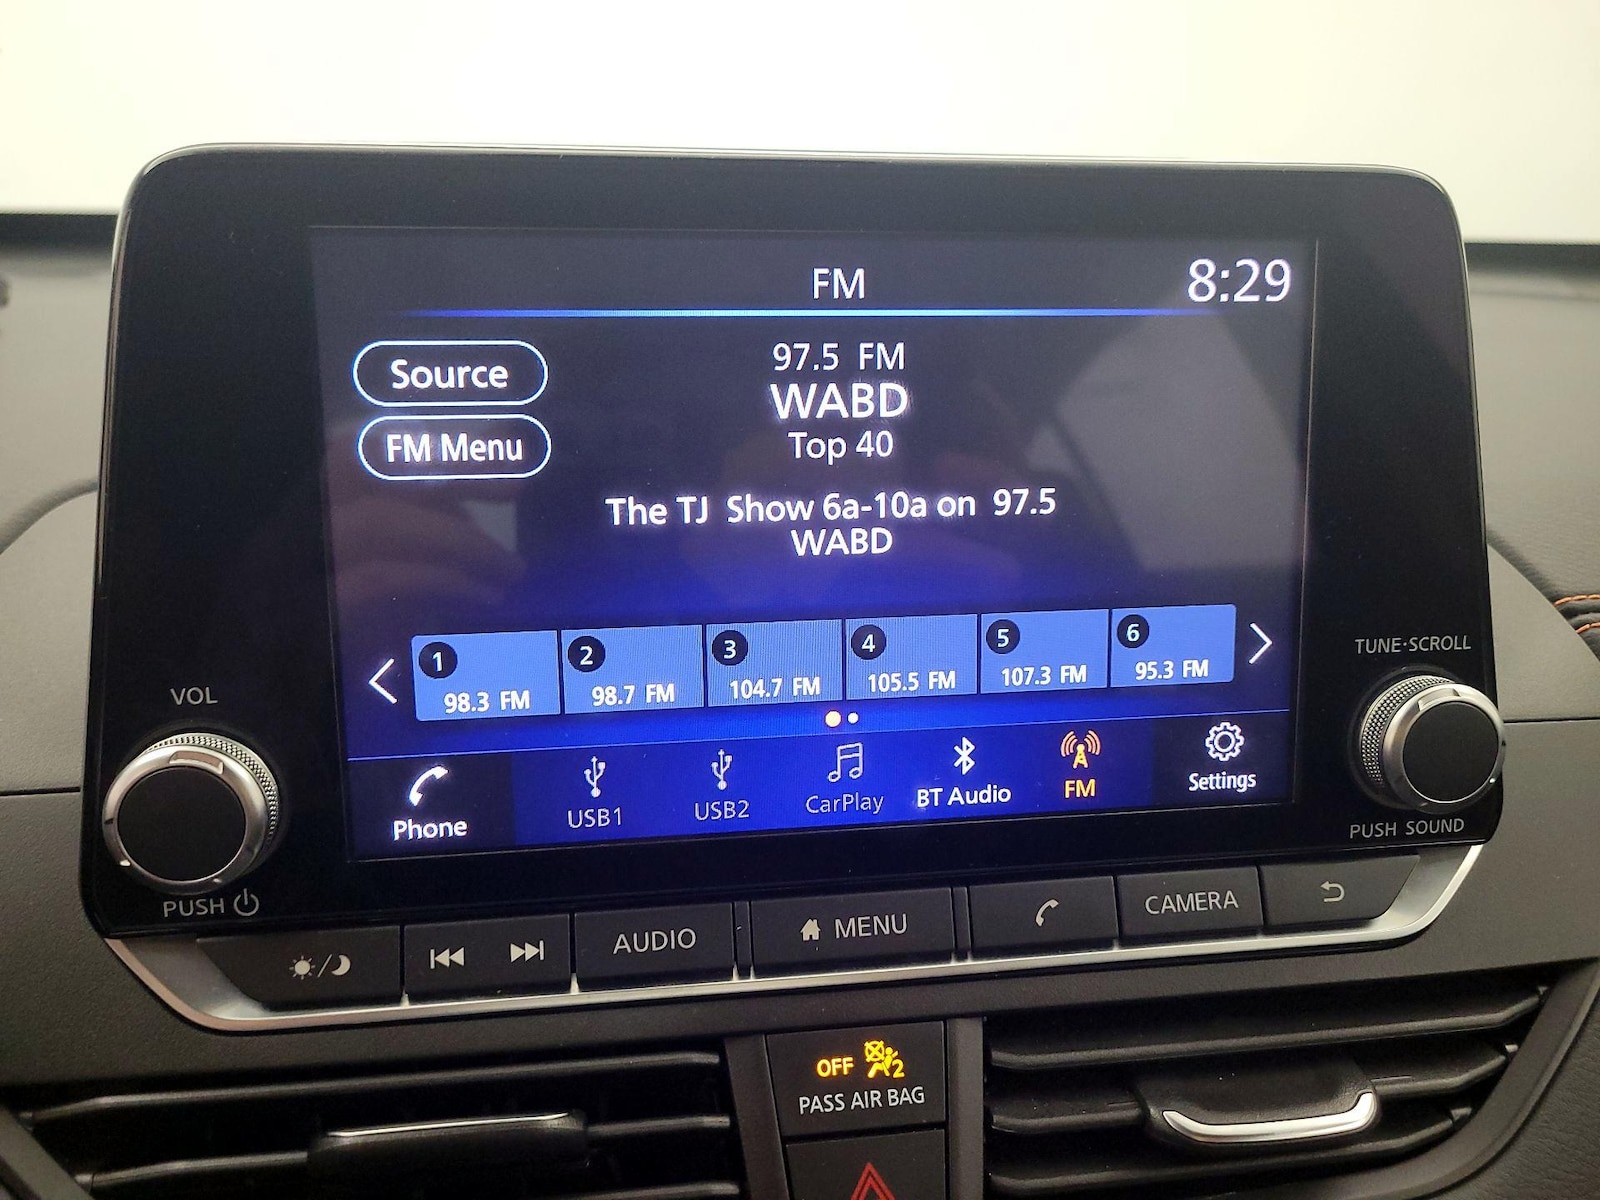 FM
8:29
Source
97.5 FM
WABD
FM Menu
Top 40
The TJ Show 6a-10a on 97.5
WABD
1
98.3 FM
2
98.7 FM
3
104.7 FM
4
105.5 FM
5
107.3 FM
6
95.3 FM
Phone
USB1
USB2
CarPlay
BT Audio
FM
Settings
VOL
PUSH
TUNE·SCROLL
PUSH SOUND
AUDIO
MENU
CAMERA
OFF 2
PASS AIR BAG